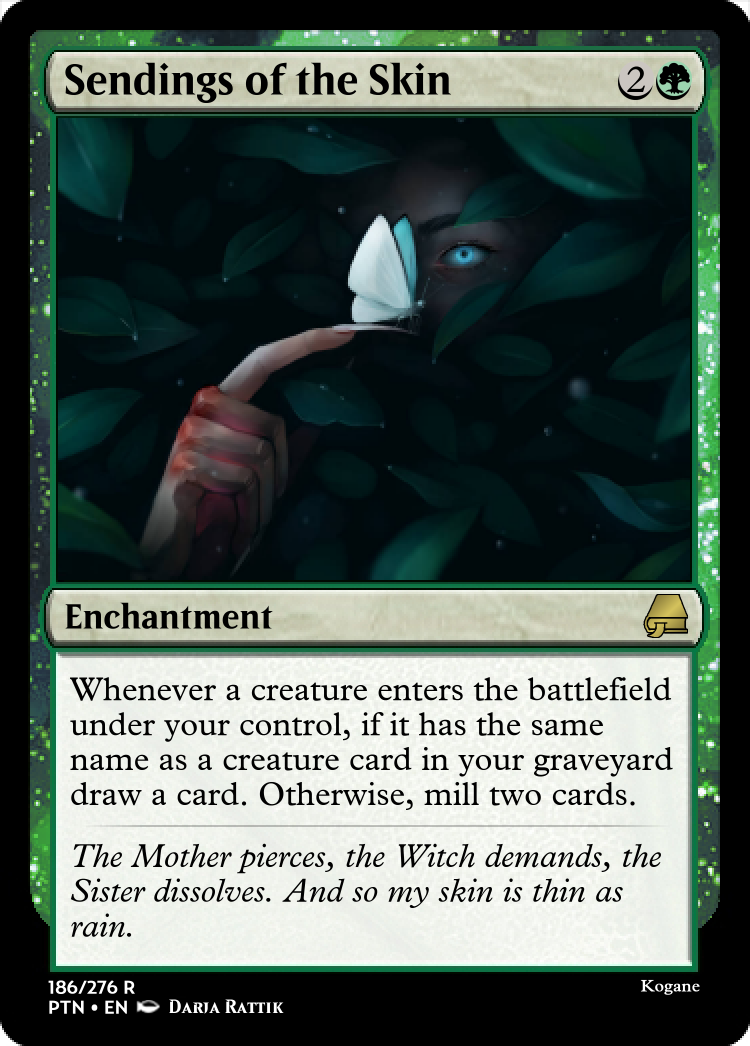 Sendings of the Skin
2
Enchantment
Whenever a creature enters the battlefield
under your control, if it has the same
name as a creature card in your graveyard
draw a card. Otherwise, mill two cards.
The Mother pierces, the Witch demands, the
Sister dissolves. And so my skin is thin as
rain.
186/276 R
Kogane
PTN • EN Darja Rattik